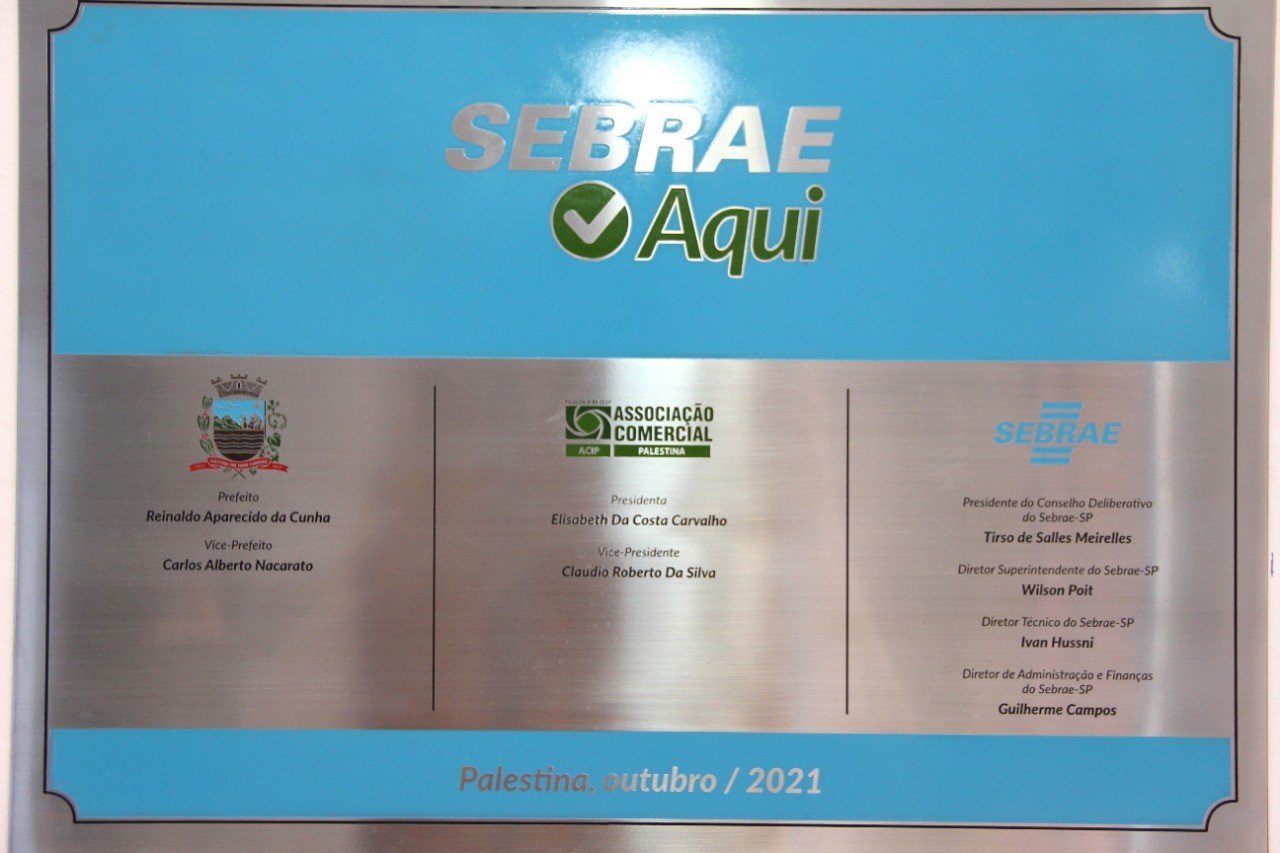 SEBRAE
Aqui
Prefeito
Reinaldo Aparecido da Cunha
Vice-Prefeito
Carlos Alberto Nacarato
ASSOCIAÇÃO
COMERCIAL
ACIP PALESTINA
Presidenta
Elisabeth Da Costa Carvalho
Vice-Presidente
Claudio Roberto Da Silva
SEBRAE
Presidente do Conselho Deliberativo
do Sebrae-SP
Tirso de Salles Meirelles
Diretor Superintendente do Sebrae-SP
Wilson Poit
Diretor Técnico do Sebrae-SP
Ivan Hussni
Diretor de Administração e Finanças
do Sebrae-SP
Guilherme Campos
Palestina, outubro / 2021